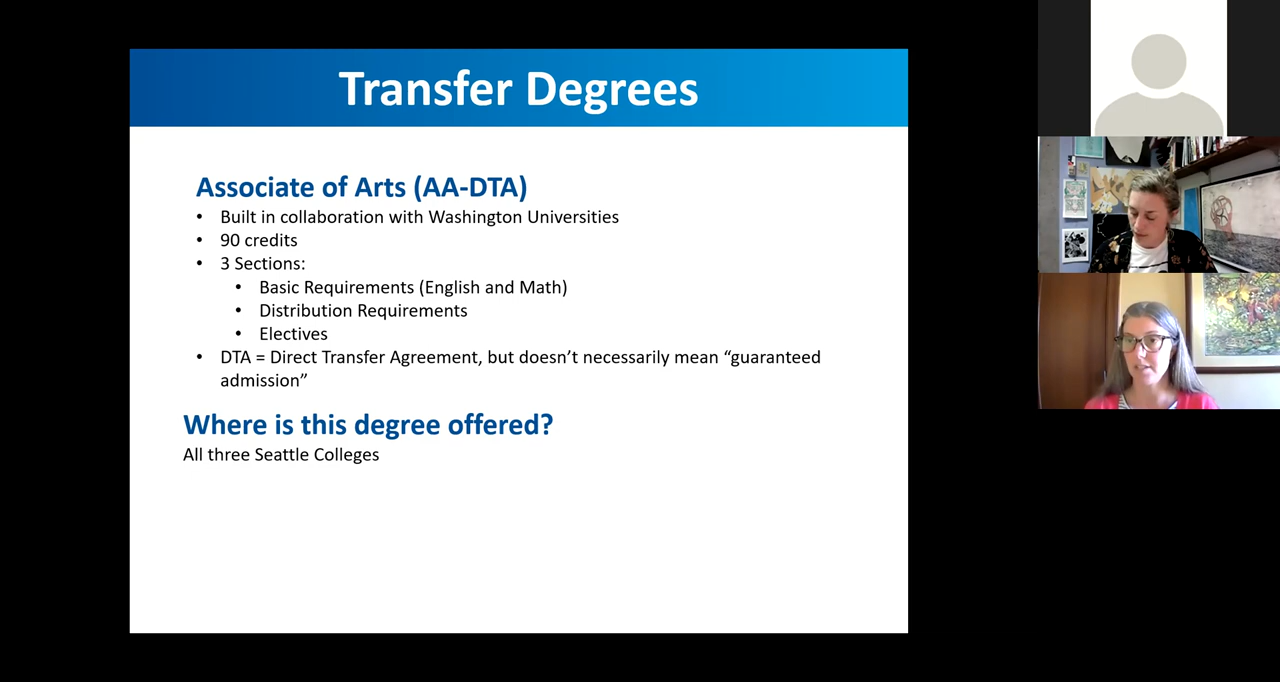 Transfer Degrees
Associate of Arts (AA-DTA)
• Built in collaboration with Washington Universities
• 90 credits
• 3 Sections:
• Basic Requirements (English and Math)
• Distribution Requirements
• Electives
• DTA = Direct Transfer Agreement, but doesn’t necessarily mean “guaranteed
admission”
Where is this degree offered?
All three Seattle Colleges